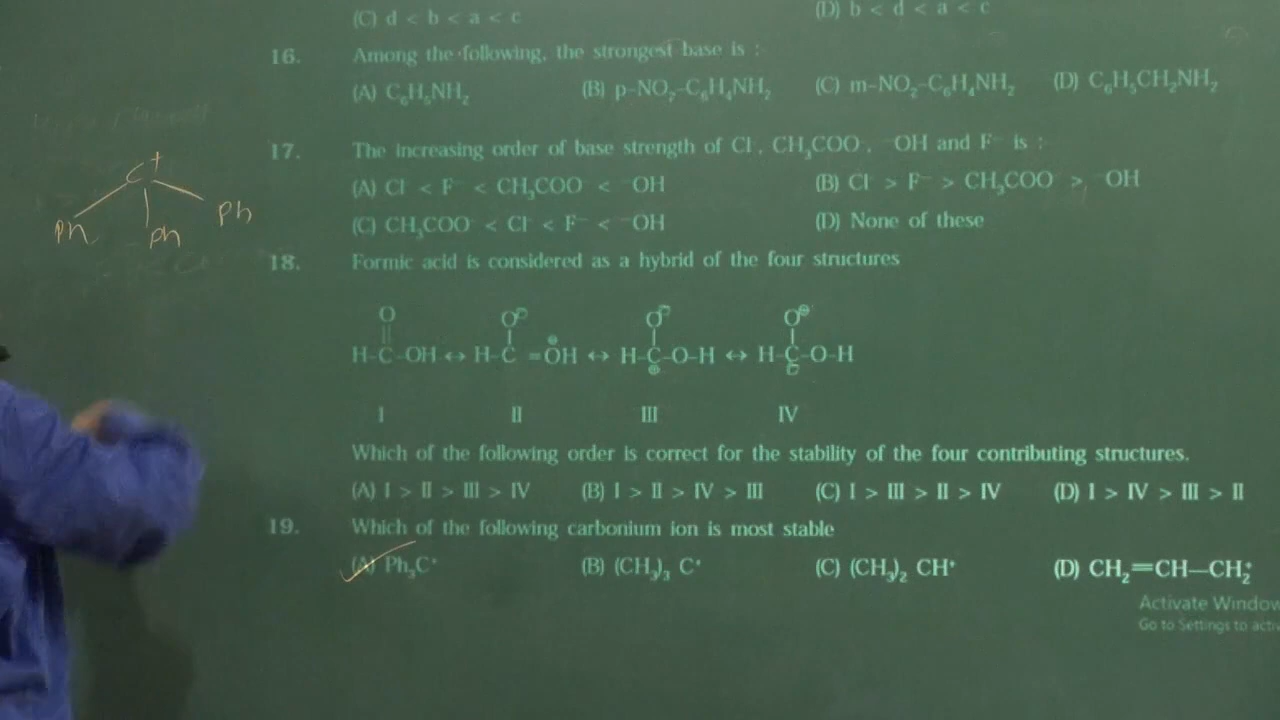 (C) d < b < a < c (D) b < d < a < c
16. Among the following, the strongest base is :
(A) C₆H₅NH₂ (B) p-NO₂-C₆H₄NH₂ (C) m-NO₂-C₆H₄NH₂ (D) C₆H₅CH₂NH₂
17. The increasing order of base strength of Cl⁻, CH₃COO⁻, ⁻OH and F⁻ is :
(A) Cl⁻ < F⁻ < CH₃COO⁻ < ⁻OH (B) Cl⁻ > F⁻ > CH₃COO⁻ > ⁻OH
(C) CH₃COO⁻ < Cl⁻ < F⁻ < ⁻OH (D) None of these
18. Formic acid is considered as a hybrid of the four structures
O O⊖ O⊖ O⊕
H-C-OH ↔ H-C=OH ↔ H-C-O-H ↔ H-C-O-H
⊕ ⊕ ⊖
I II III IV
Which of the following order is correct for the stability of the four contributing structures.
(A) I > II > III > IV (B) I > II > IV > III (C) I > III > II > IV (D) I > IV > III > II
19. Which of the following carbonium ion is most stable
(A) Ph₃C⁺ (B) (CH₃)₃ C⁺ (C) (CH₃)₂ CH⁺ (D) CH₂=CH—CH₂⁺
C+
Ph Ph Ph
Activate Window
Go to Settings to activ